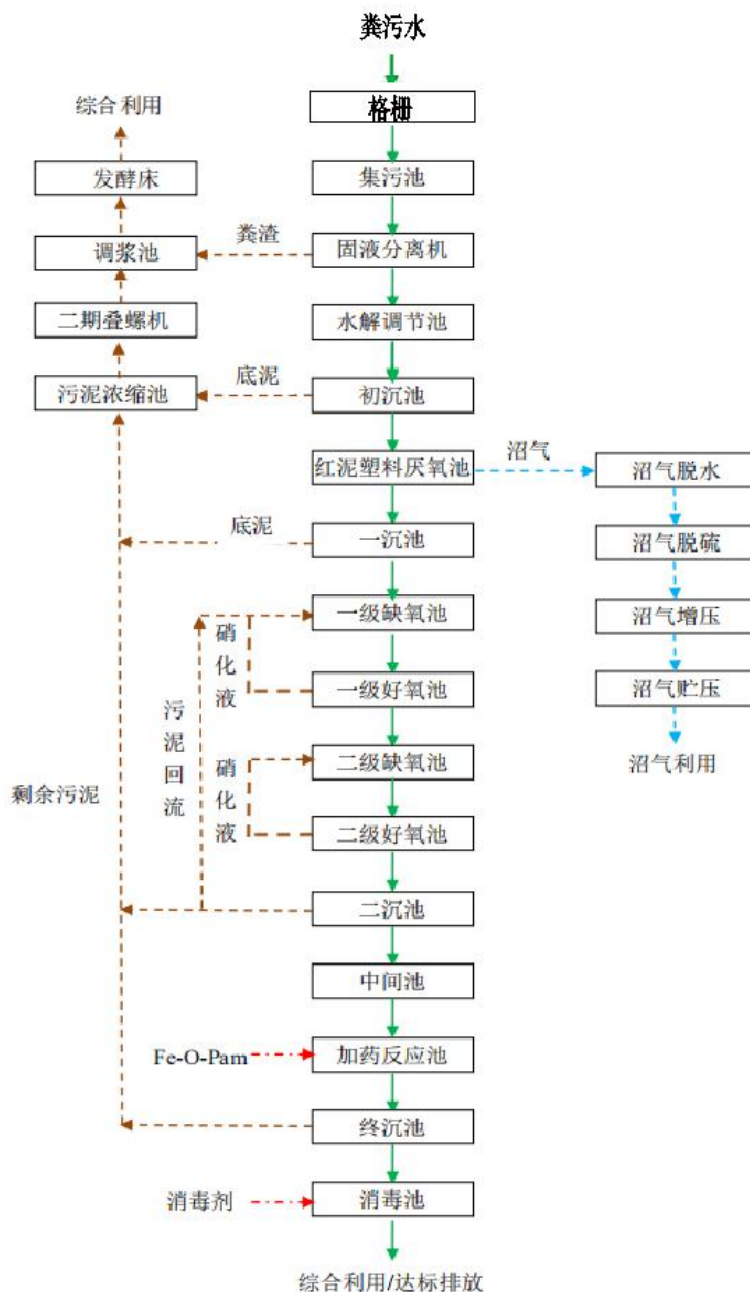 粪污水
格栅
综合利用
集污池
发酵床
粪渣
调浆池
固液分离机
二期叠螺机
水解调节池
底泥
污泥浓缩池
初沉池
沼气
红泥塑料厌氧池
沼气脱水
底泥
一沉池
沼气脱硫
一级缺氧池
沼气增压
硝化液
一级好氧池
沼气贮压
污泥回流
二级缺氧池
沼气利用
硝化液
剩余污泥
二级好氧池
二沉池
中间池
Fe-O-Pam
加药反应池
终沉池
消毒剂
消毒池
综合利用/达标排放